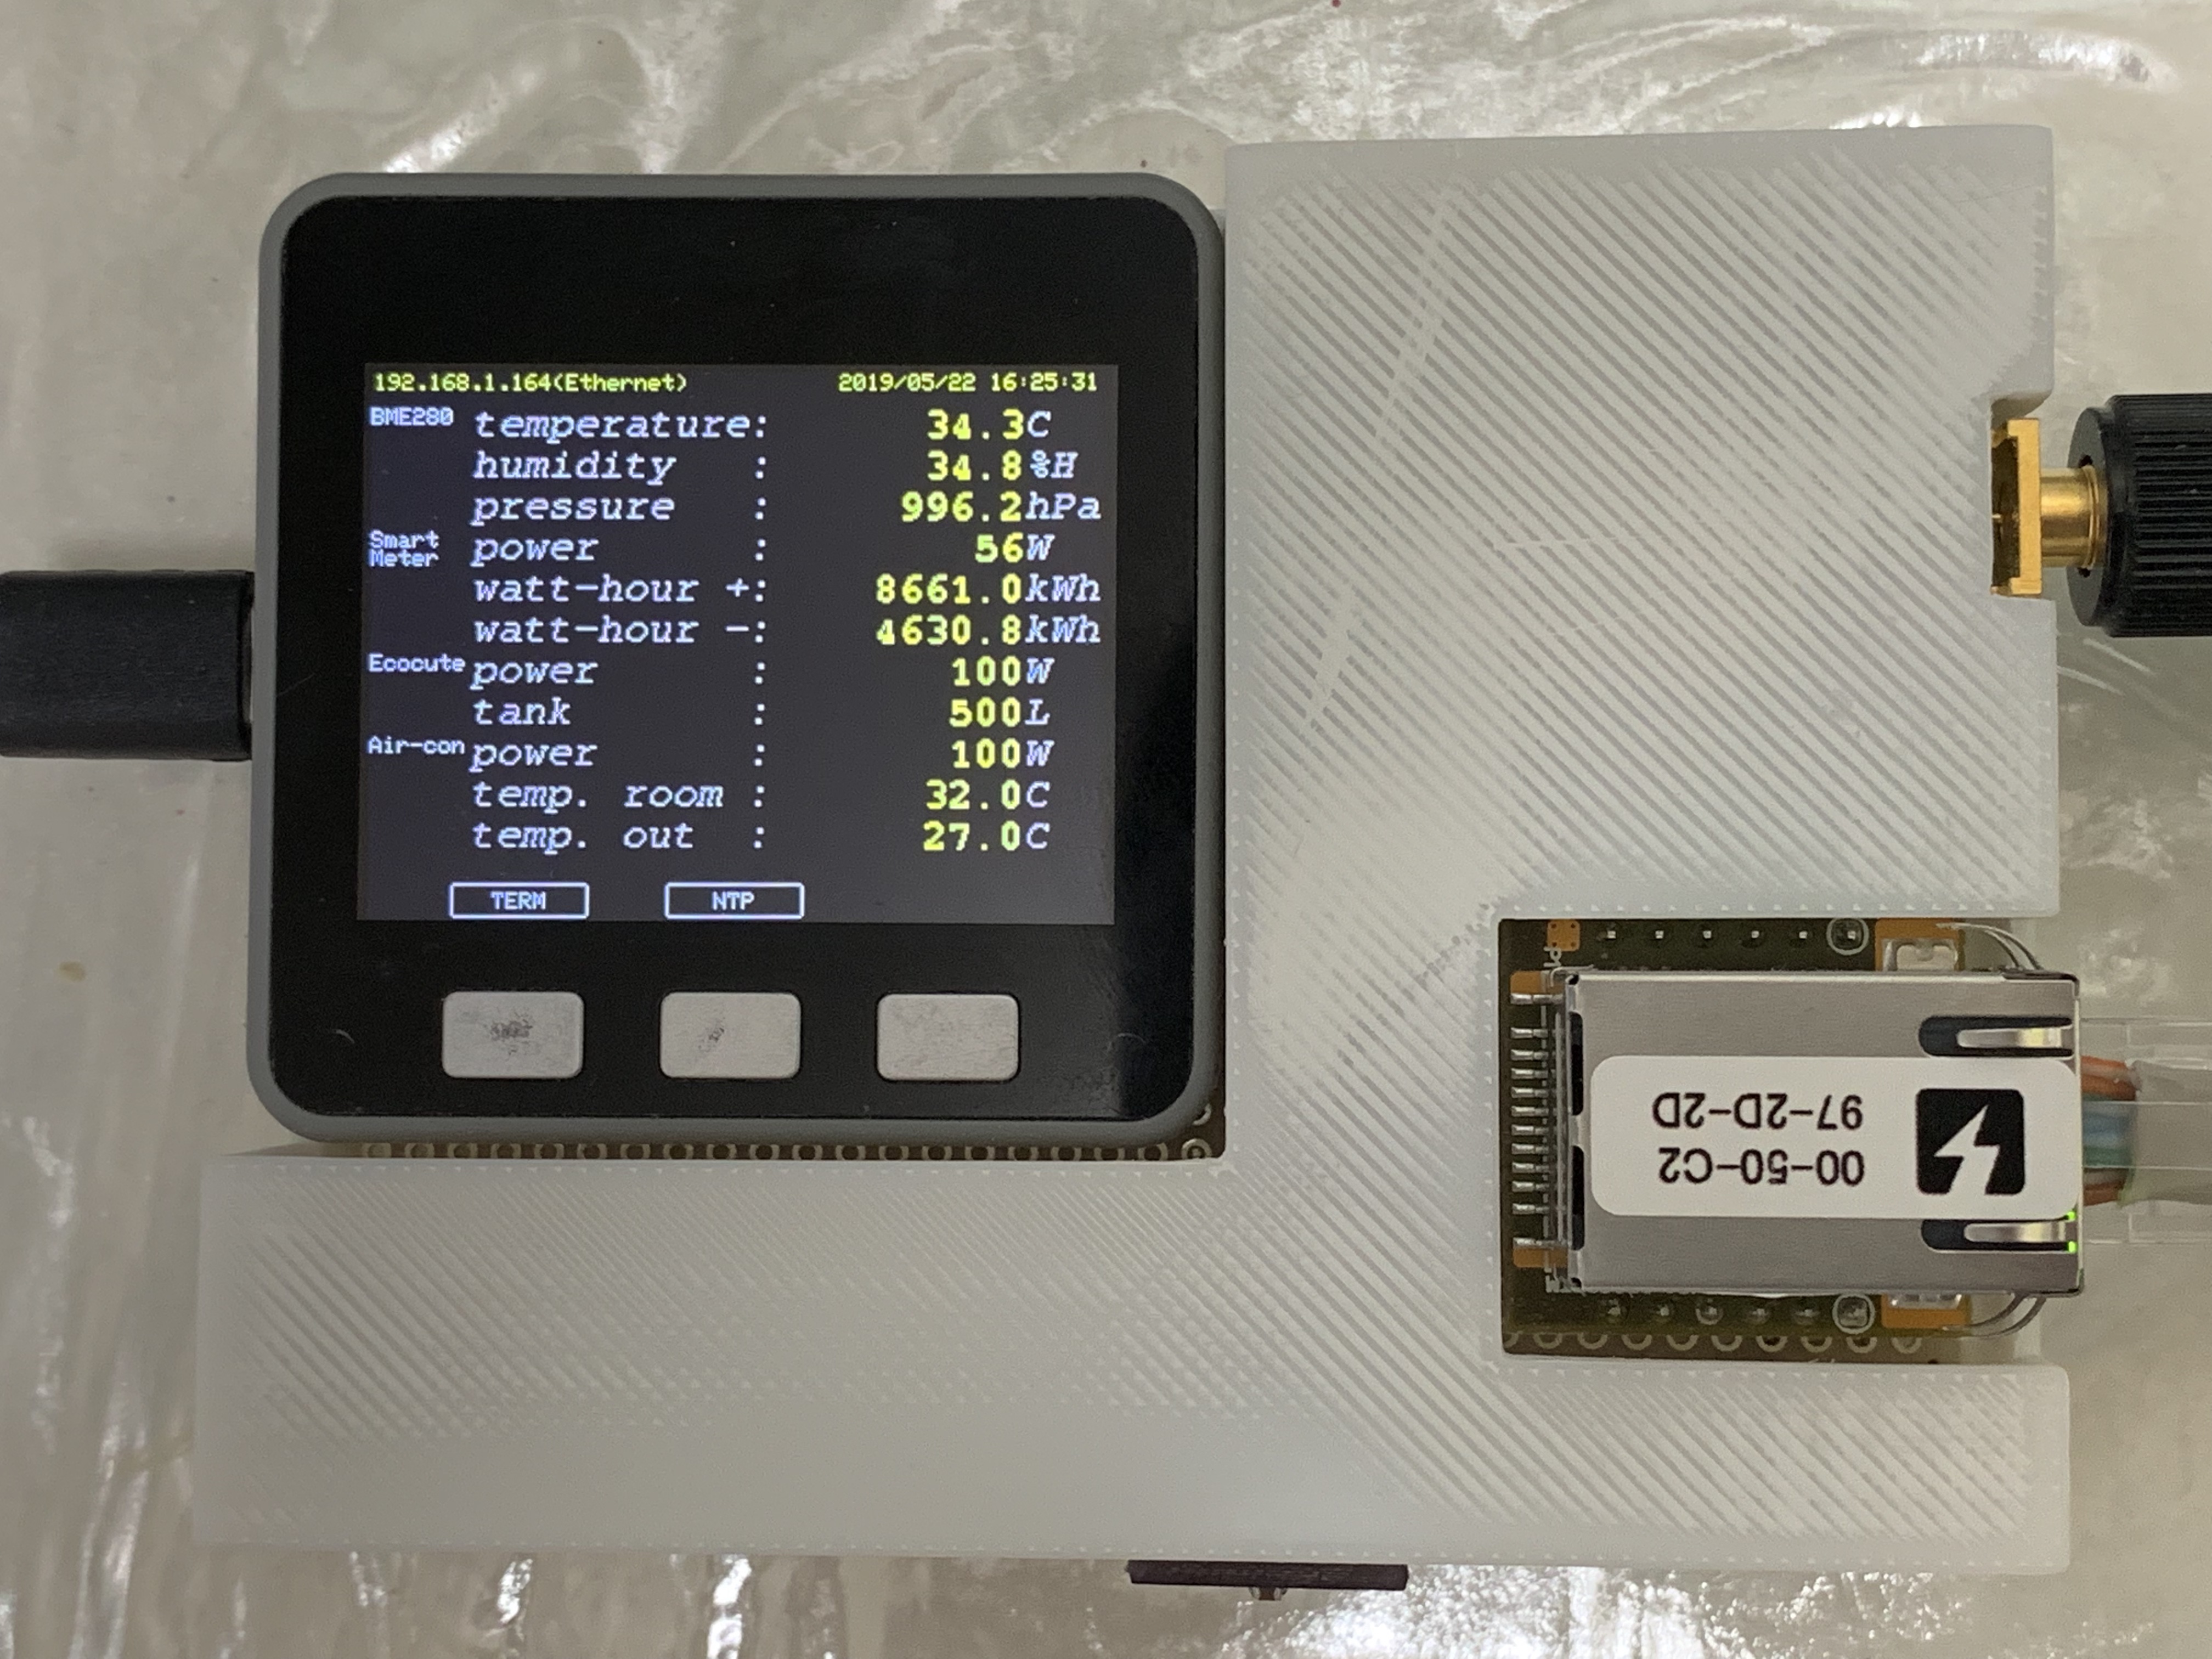 192.168.1.164(Ethernet) 2019/05/22 16:25:31
BME280 temperature: 34.3C
humidity : 34.8%H
pressure : 996.2hPa
Smart Meter power : 56W
watt-hour +: 8661.0kWh
watt-hour -: 4630.8kWh
Ecocute power : 100W
tank : 500L
Air-con power : 100W
temp. room : 32.0C
temp. out : 27.0C
TERM NTP
00-50-C2
97-2D-2D